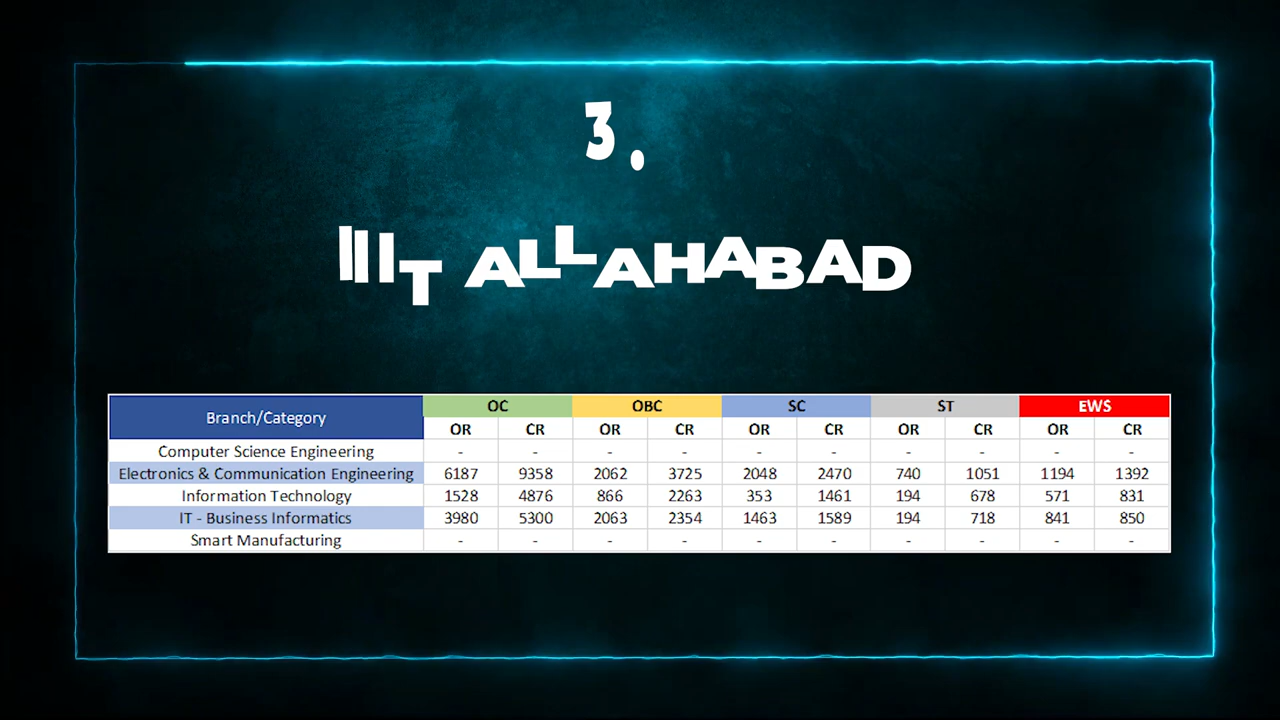 3.
IIIT ALLAHABAD
Branch/Category OC OBC SC ST EWS
OR CR OR CR OR CR OR CR OR CR
Computer Science Engineering - - - - - - - - - -
Electronics & Communication Engineering 6187 9358 2062 3725 2048 2470 740 1051 1194 1392
Information Technology 1528 4876 866 2263 353 1461 194 678 571 831
IT - Business Informatics 3980 5300 2063 2354 1463 1589 194 718 841 850
Smart Manufacturing - - - - - - - - - -